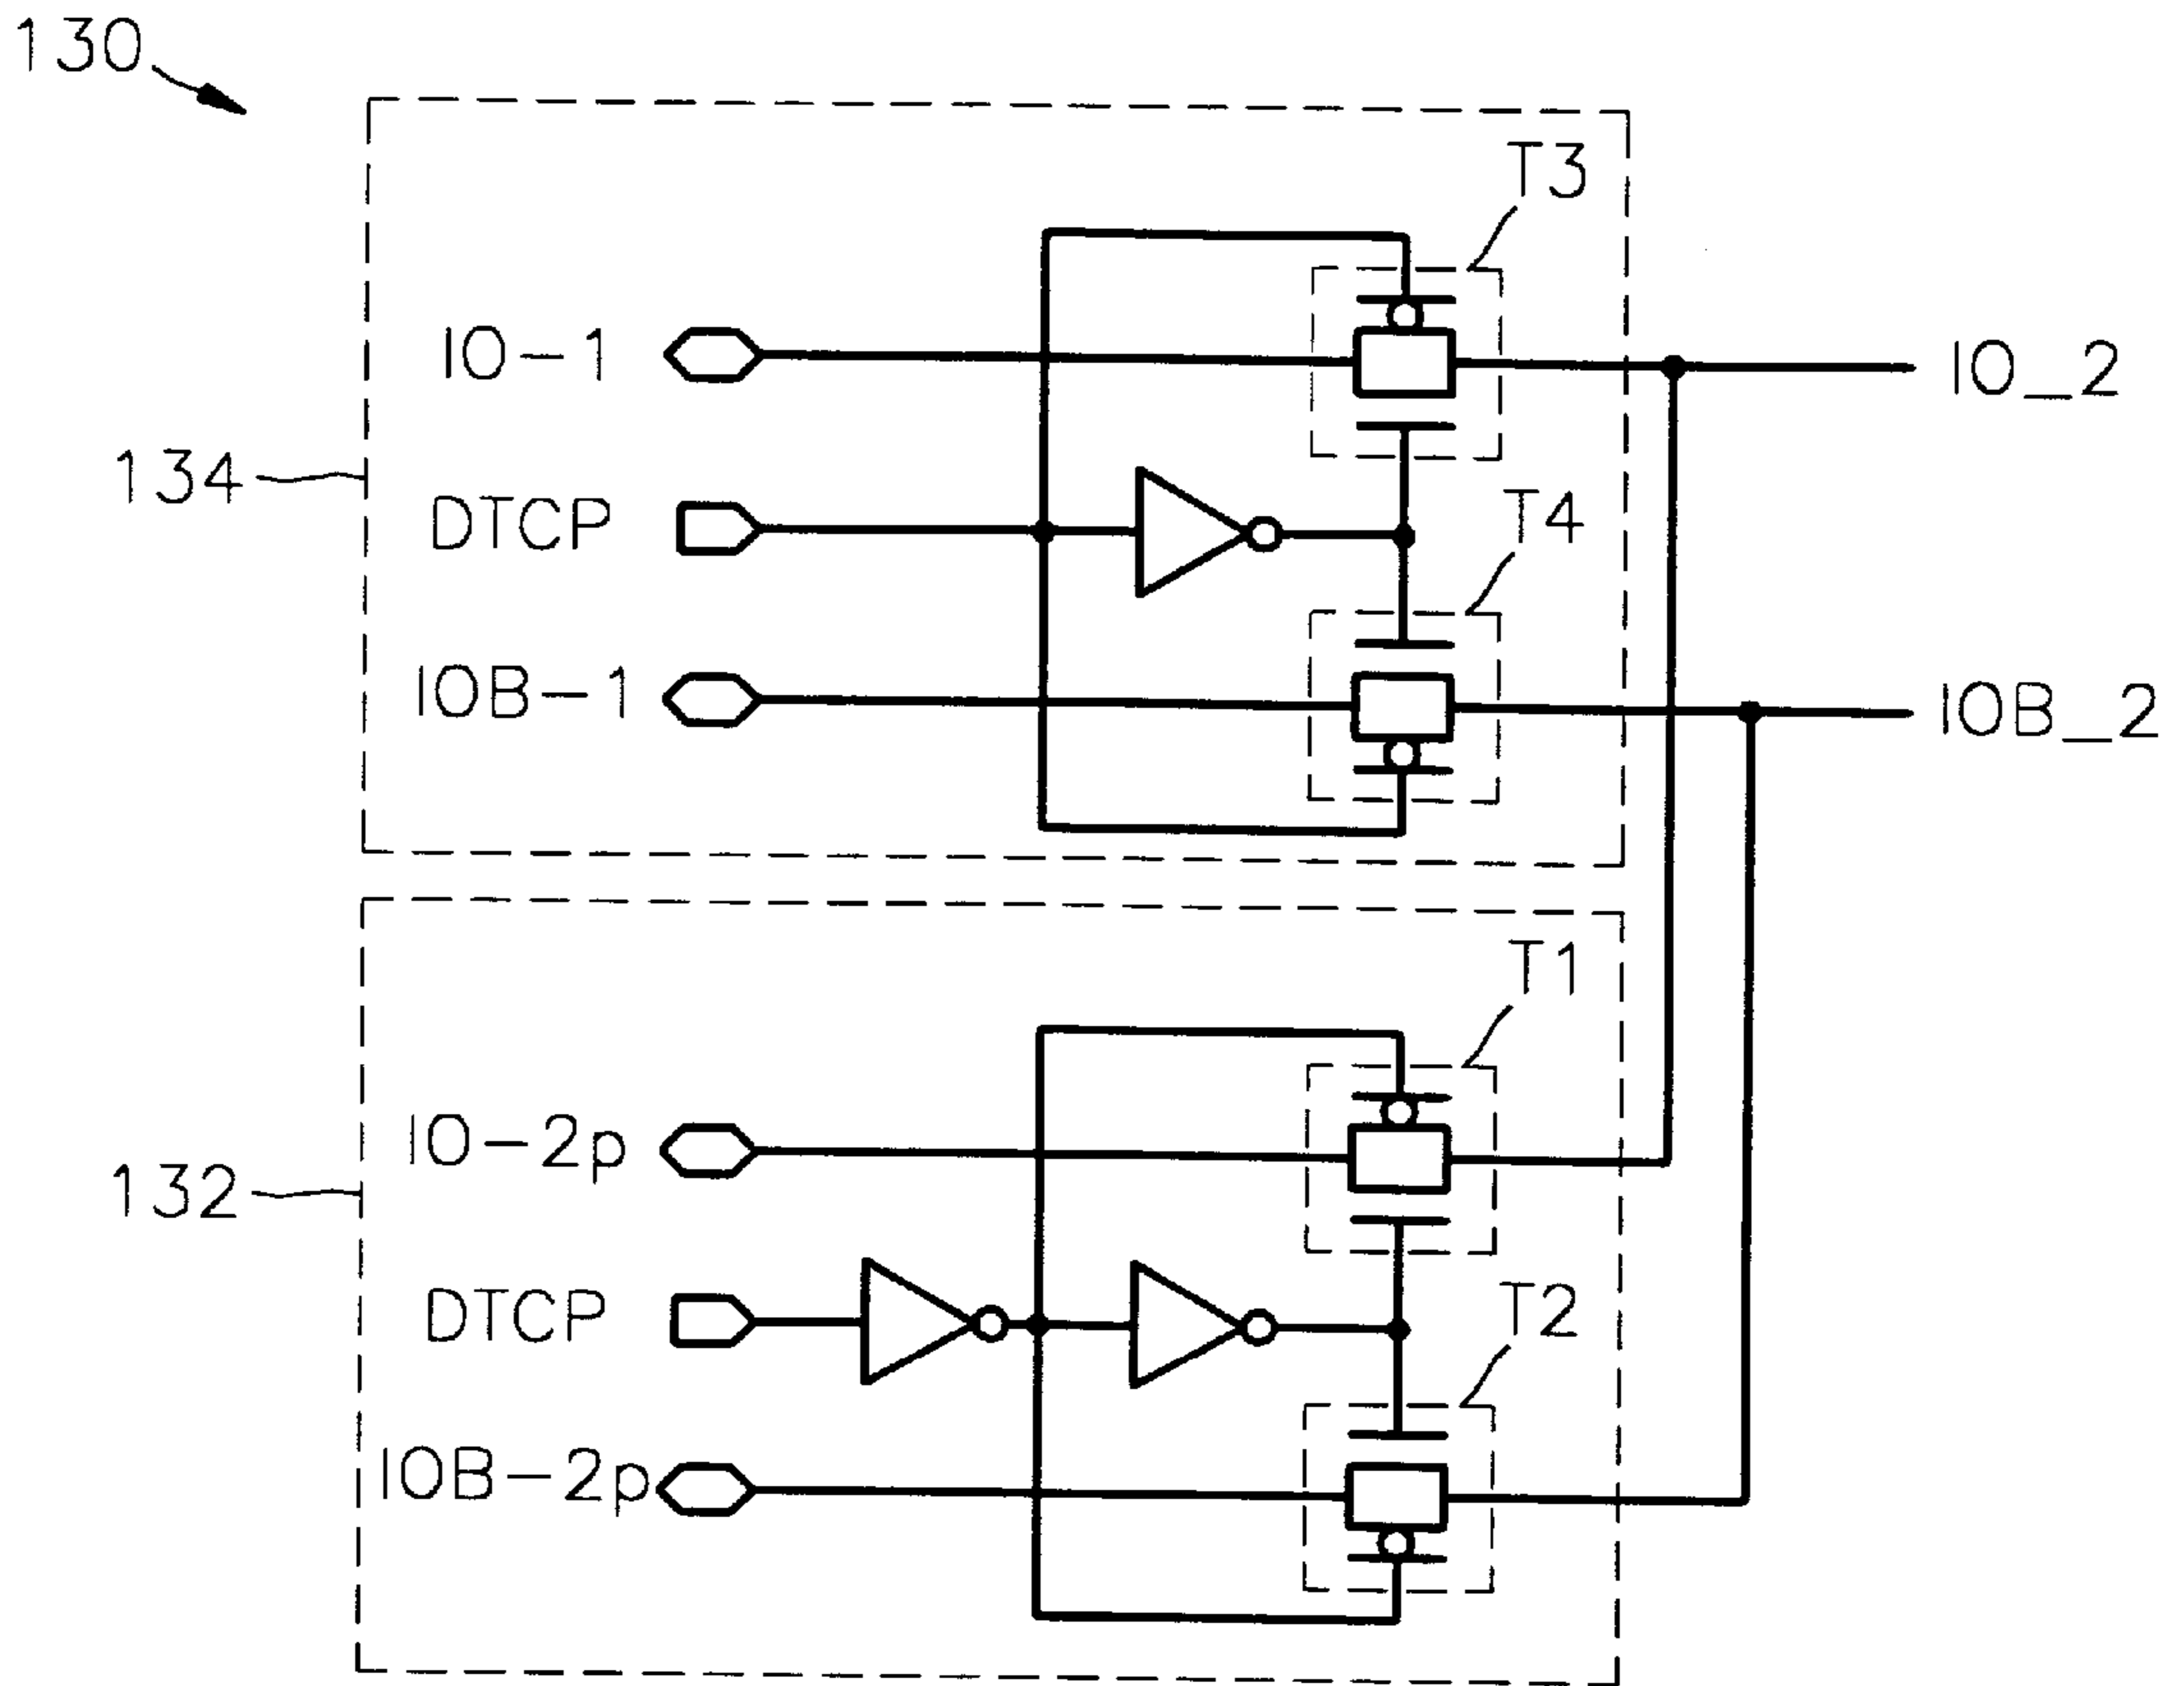 130
T3
IO-1
IO_2
134
DTCP
T4
IOB-1
IOB_2
T1
IO-2p
132
DTCP
T2
IOB-2p